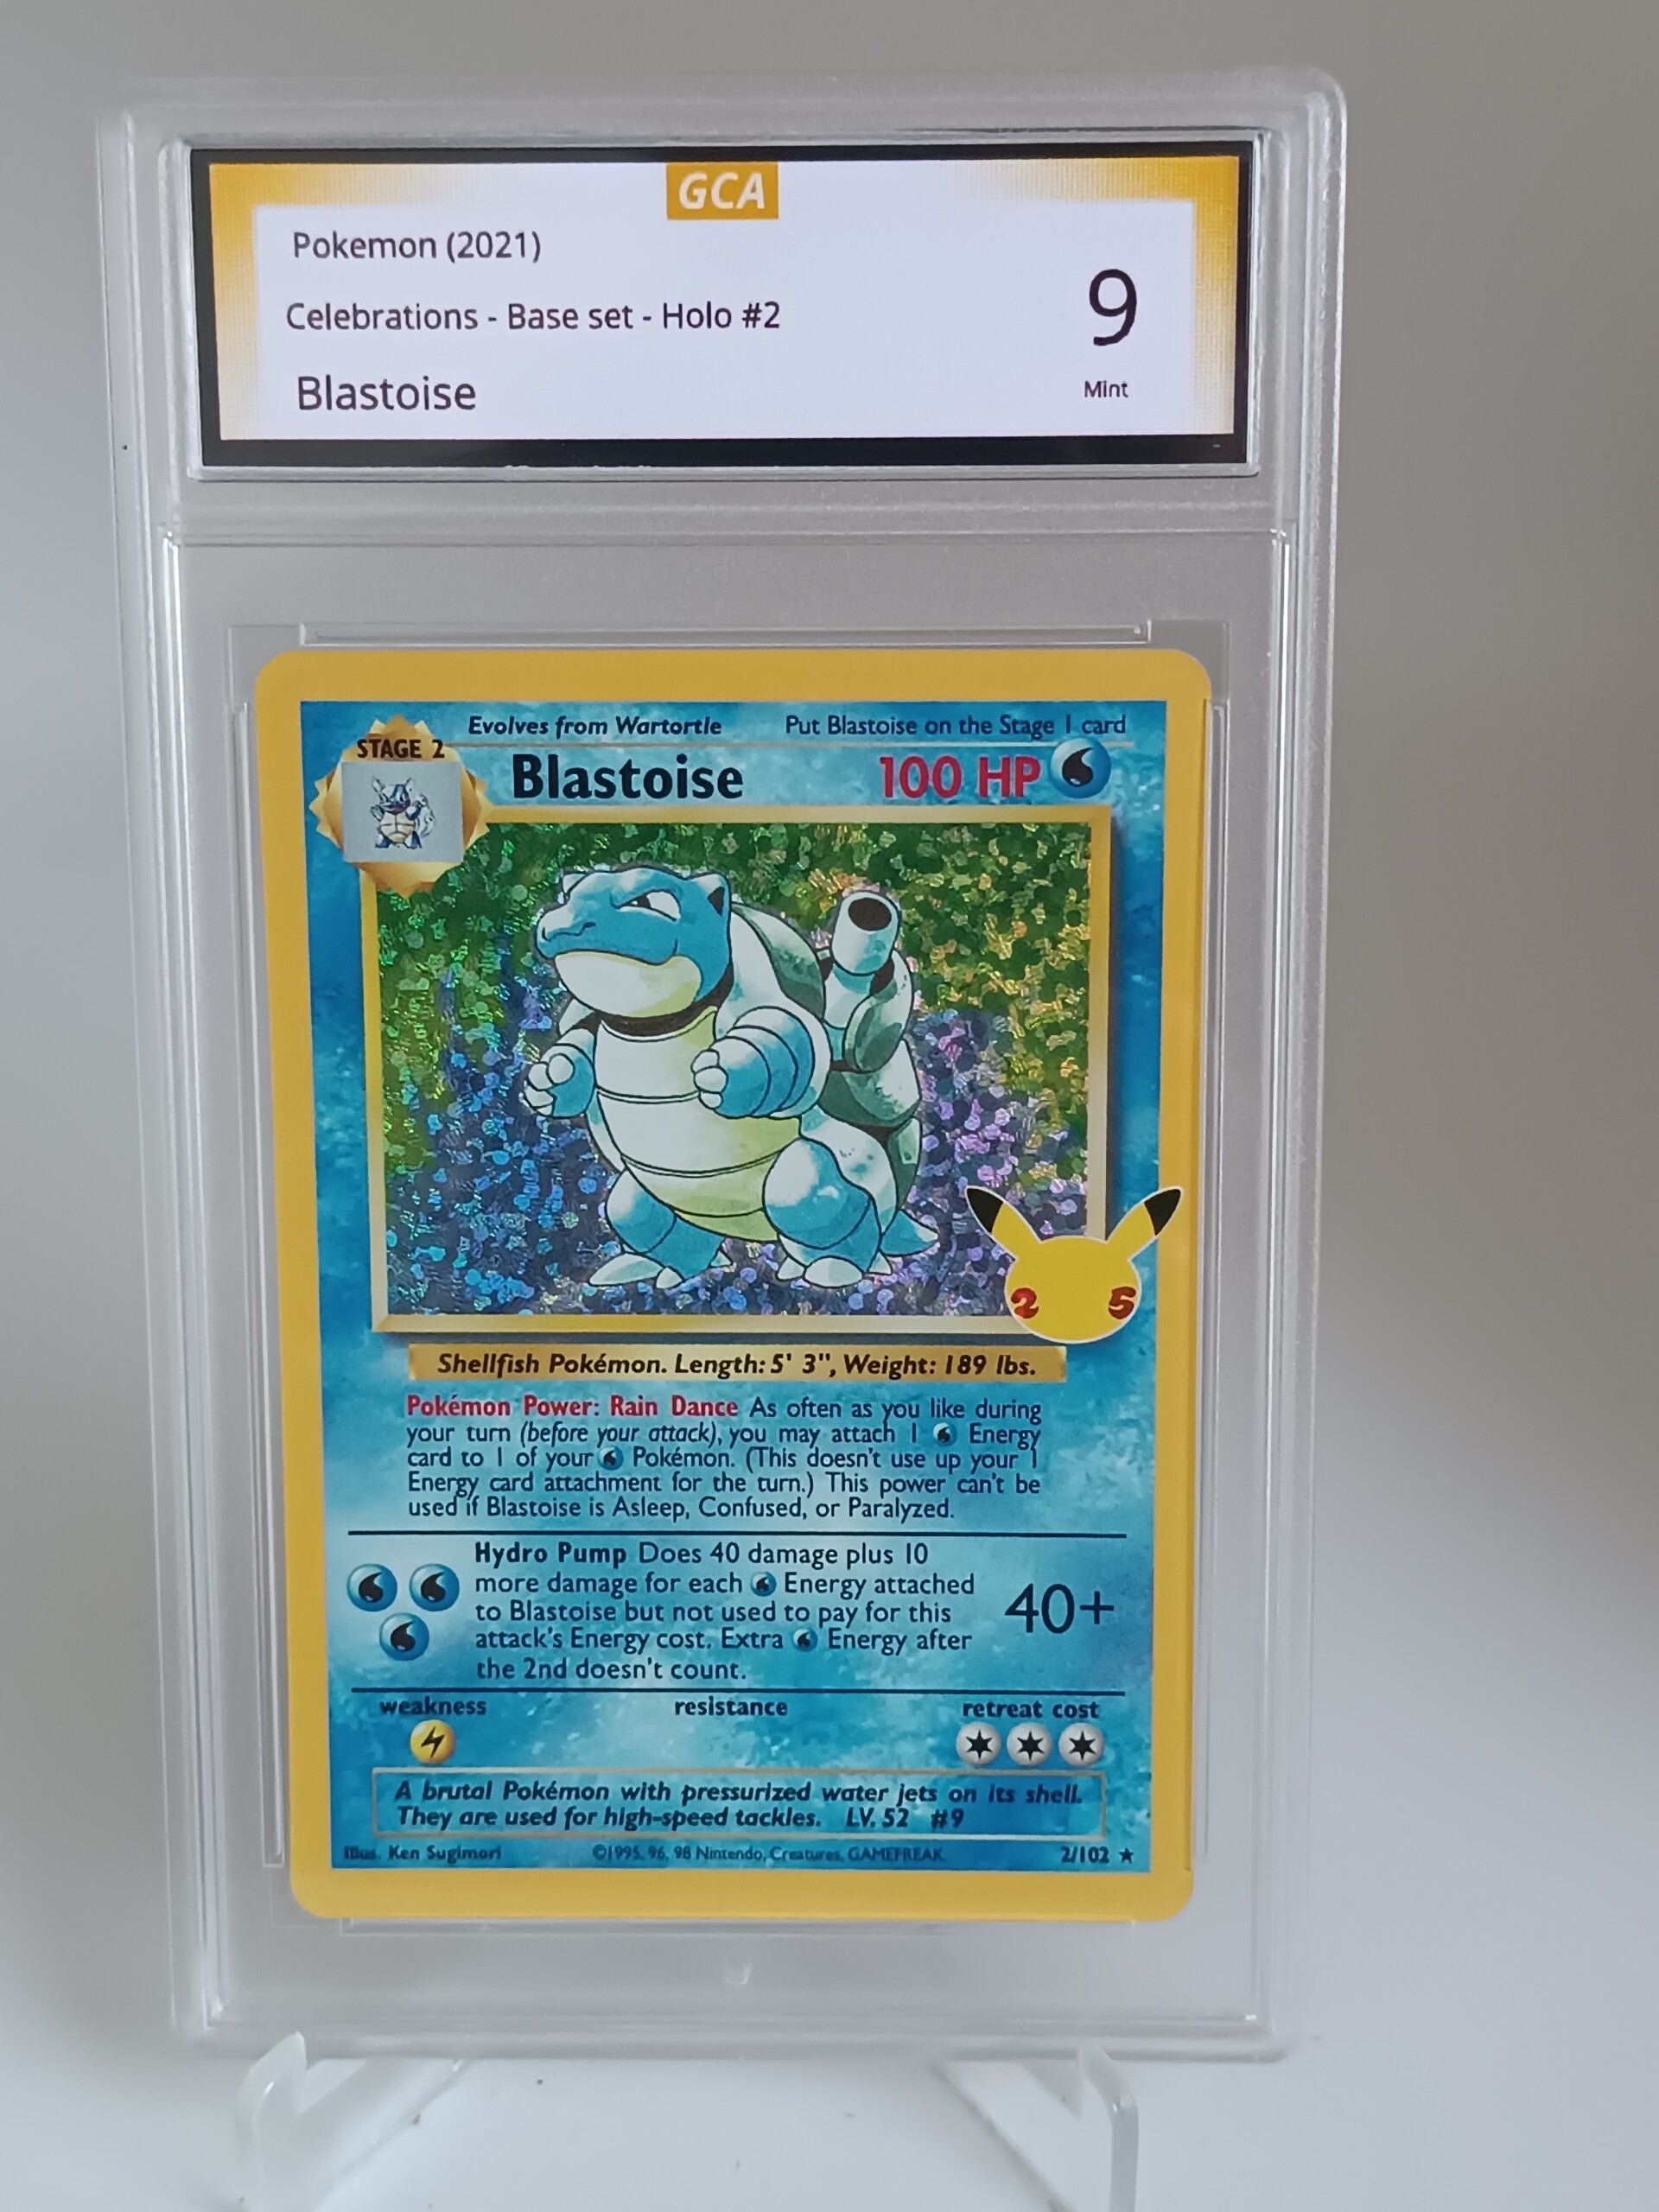 GCA
Pokemon (2021)
Celebrations - Base set - Holo #2
Blastoise
9
Mint
Evolves from Wartortle Put Blastoise on the Stage 1 card
STAGE 2
Blastoise 100 HP
2 5
Shellfish Pokémon. Length: 5' 3", Weight: 189 lbs.
Pokémon Power: Rain Dance As often as you like during
your turn (before your attack), you may attach 1 Energy
card to 1 of your Pokémon. (This doesn't use up your 1
Energy card attachment for the turn.) This power can't be
used if Blastoise is Asleep, Confused, or Paralyzed.
Hydro Pump Does 40 damage plus 10
more damage for each Energy attached
to Blastoise but not used to pay for this
attack's Energy cost. Extra Energy after
the 2nd doesn't count.
40+
weakness resistance retreat cost
A brutal Pokémon with pressurized water jets on its shell.
They are used for high-speed tackles. LV. 52 #9
Illus. Ken Sugimori ©1995, 96, 98 Nintendo, Creatures, GAMEFREAK. 2/102 ★